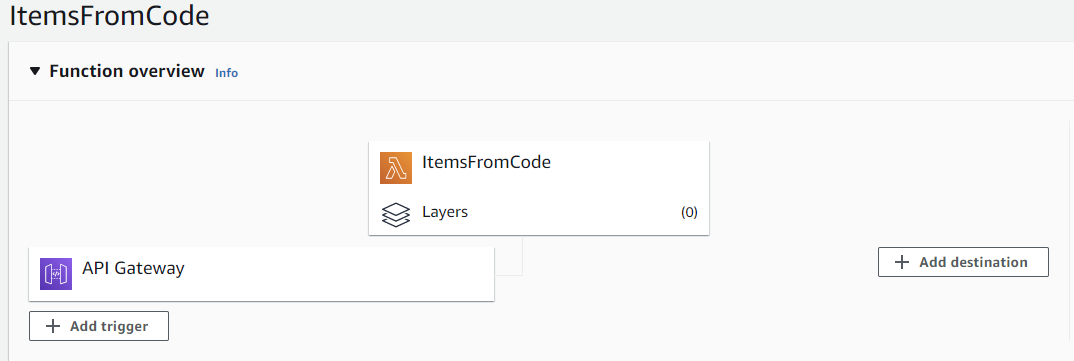 ItemsFromCode
Function overview Info
ItemsFromCode
Layers (0)
API Gateway
Add destination
Add trigger